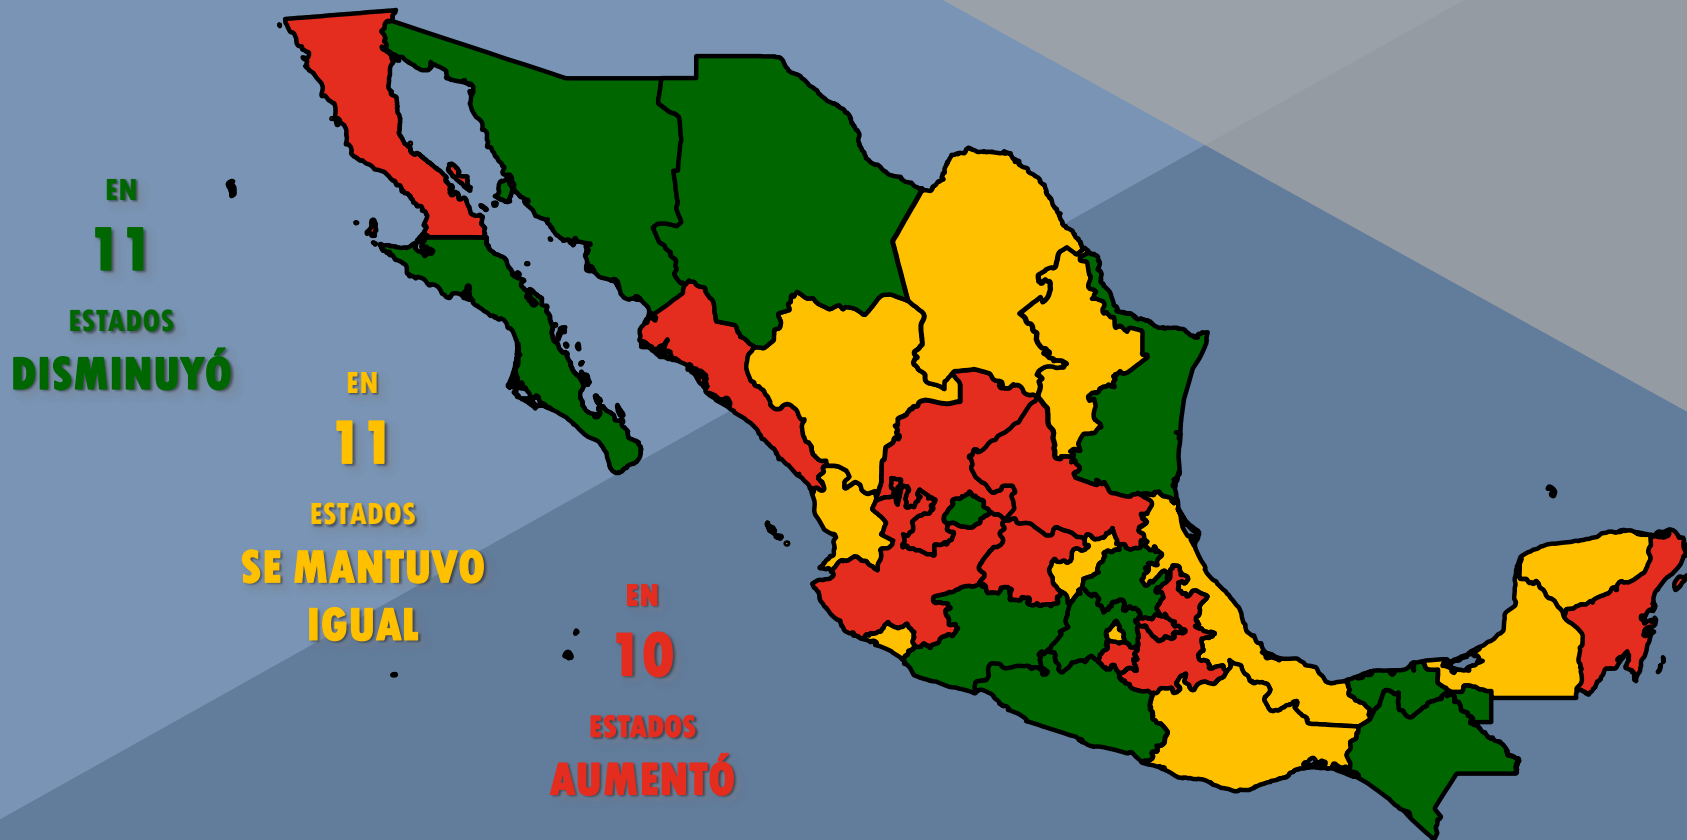 EN
11
ESTADOS
DISMINUYÓ
EN
11
ESTADOS
SE MANTUVO
IGUAL
EN
10
ESTADOS
AUMENTÓ